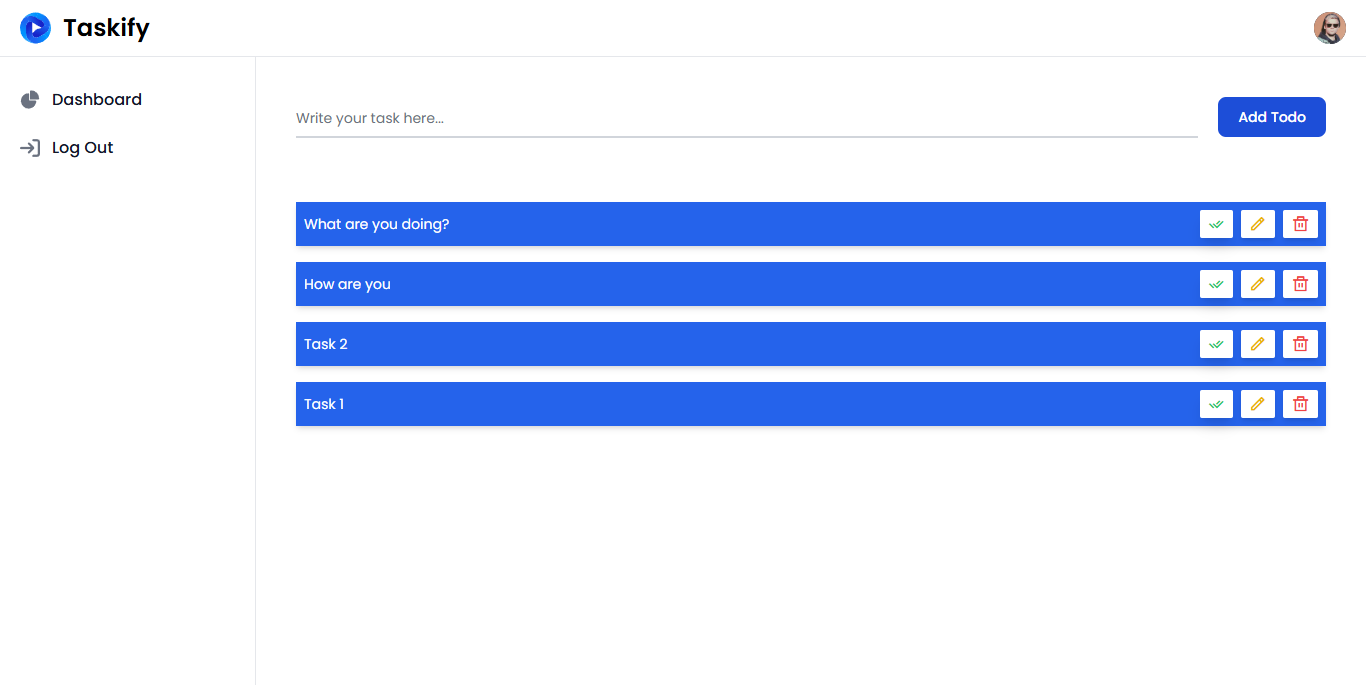 Taskify
Dashboard
Log Out
Write your task here...
Add Todo
What are you doing?
How are you
Task 2
Task 1